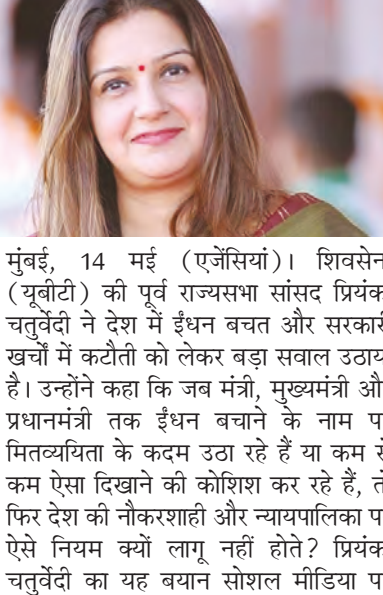 मुंबई, 14 मई (एजेंसियां)। शिवसेन
(यूबीटी) की पूर्व राज्यसभा सांसद प्रियंक
चतुर्वेदी ने देश में ईंधन बचत और सरकार
खर्चों में कटौती को लेकर बड़ा सवाल उठाय
है। उन्होंने कहा कि जब मंत्री, मुख्यमंत्री औ
प्रधानमंत्री तक ईंधन बचाने के नाम प
मितव्ययिता के कदम उठा रहे हैं या कम से
कम ऐसा दिखाने की कोशिश कर रहे हैं, त
फिर देश की नौकरशाही और न्यायपालिका प
ऐसे नियम क्यों लागू नहीं होते? प्रियंक
चतुर्वेदी का यह बयान सोशल मीडिया प